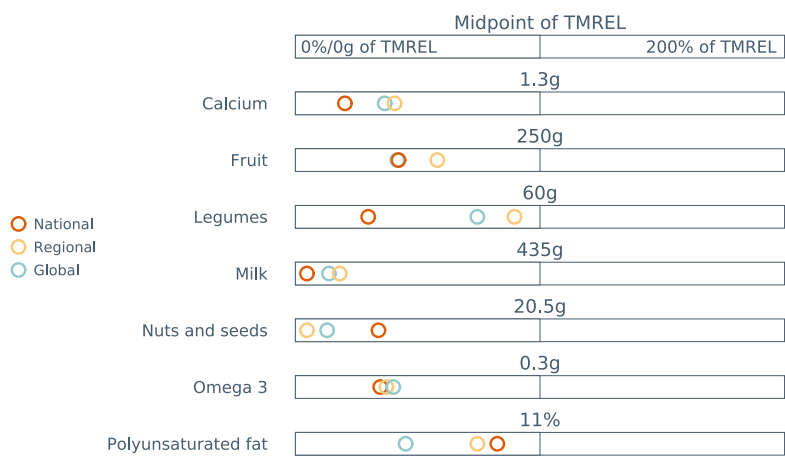 Midpoint of TMREL
0%/0g of TMREL
200% of TMREL
1.3g
Calcium
250g
Fruit
60g
Legumes
National
Regional
Global
435g
Milk
20.5g
Nuts and seeds
0.3g
Omega 3
11%
Polyunsaturated fat